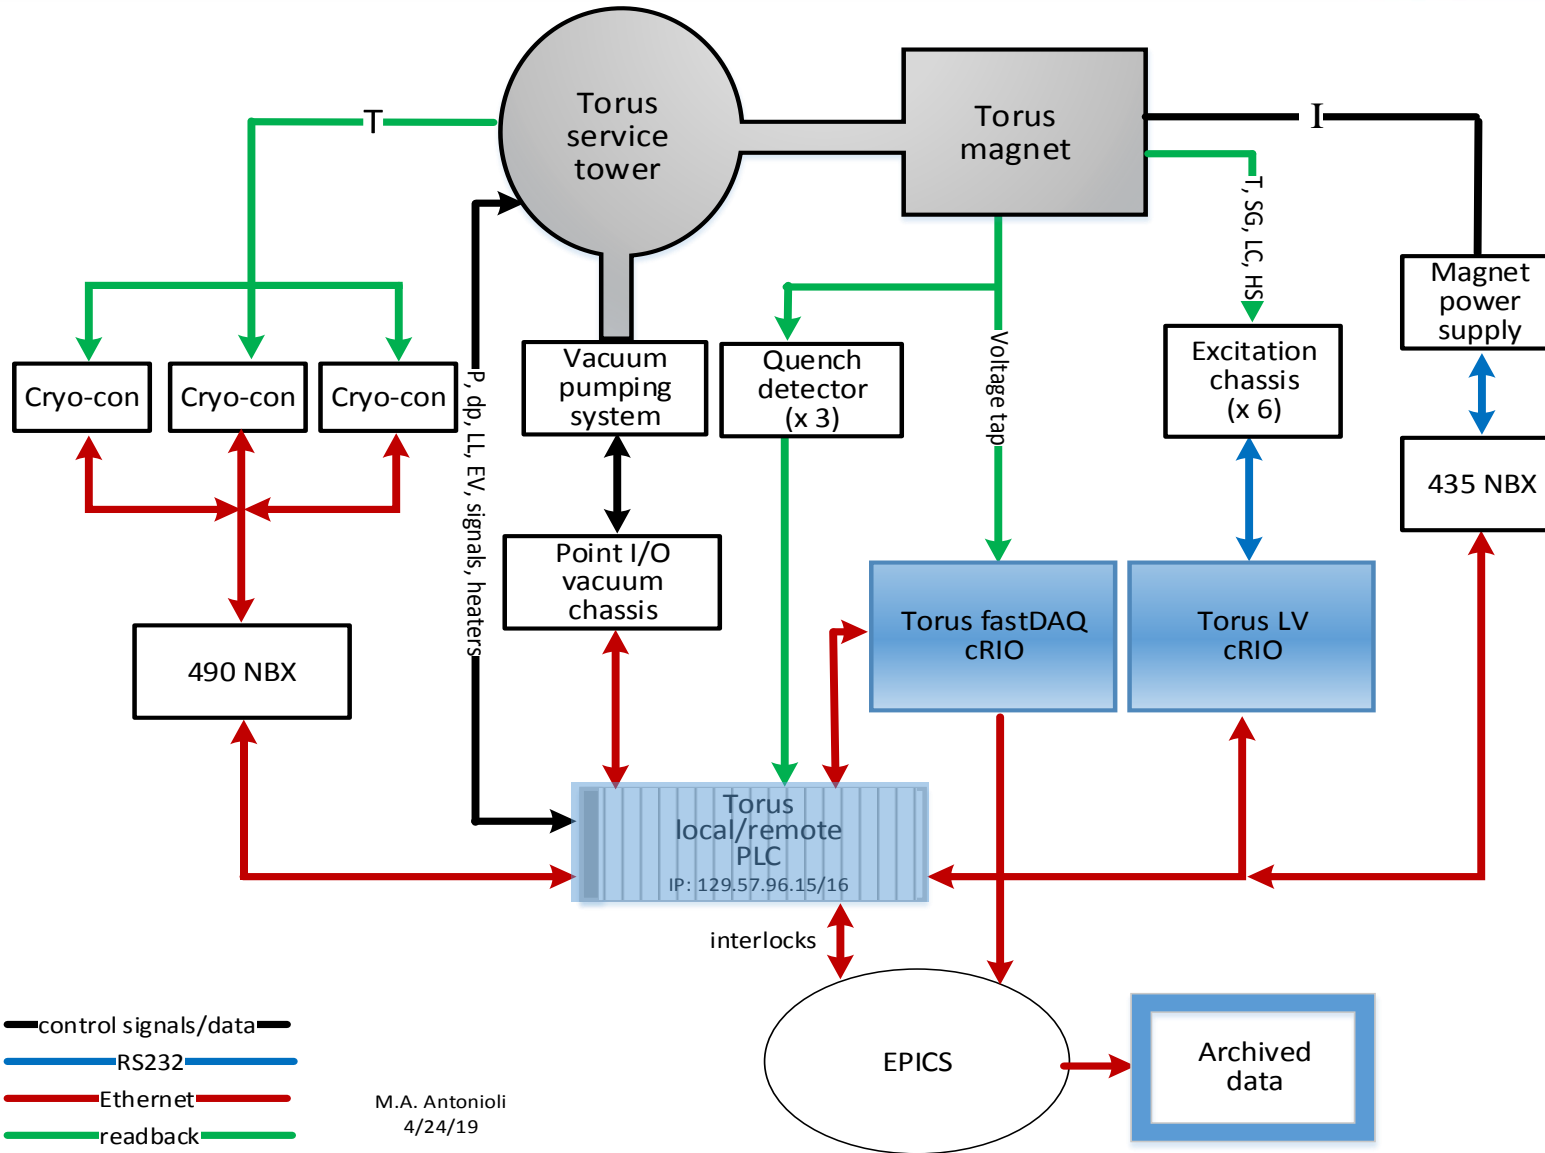 Torus
service
tower
Torus
magnet
T
I
T, SG, LC, HS
Magnet
power
supply
Vacuum
pumping
system
Quench
detector
(x 3)
Voltage tap
Excitation
chassis
(x 6)
Cryo-con
Cryo-con
Cryo-con
P, dp, LL, EV, signals, heaters
435 NBX
Point I/O
vacuum
chassis
Torus fastDAQ
cRIO
Torus LV
cRIO
490 NBX
Torus
local/remote
PLC
IP: 129.57.96.15/16
interlocks
EPICS
Archived
data
control signals/data
RS232
Ethernet
readback
M.A. Antonioli
4/24/19